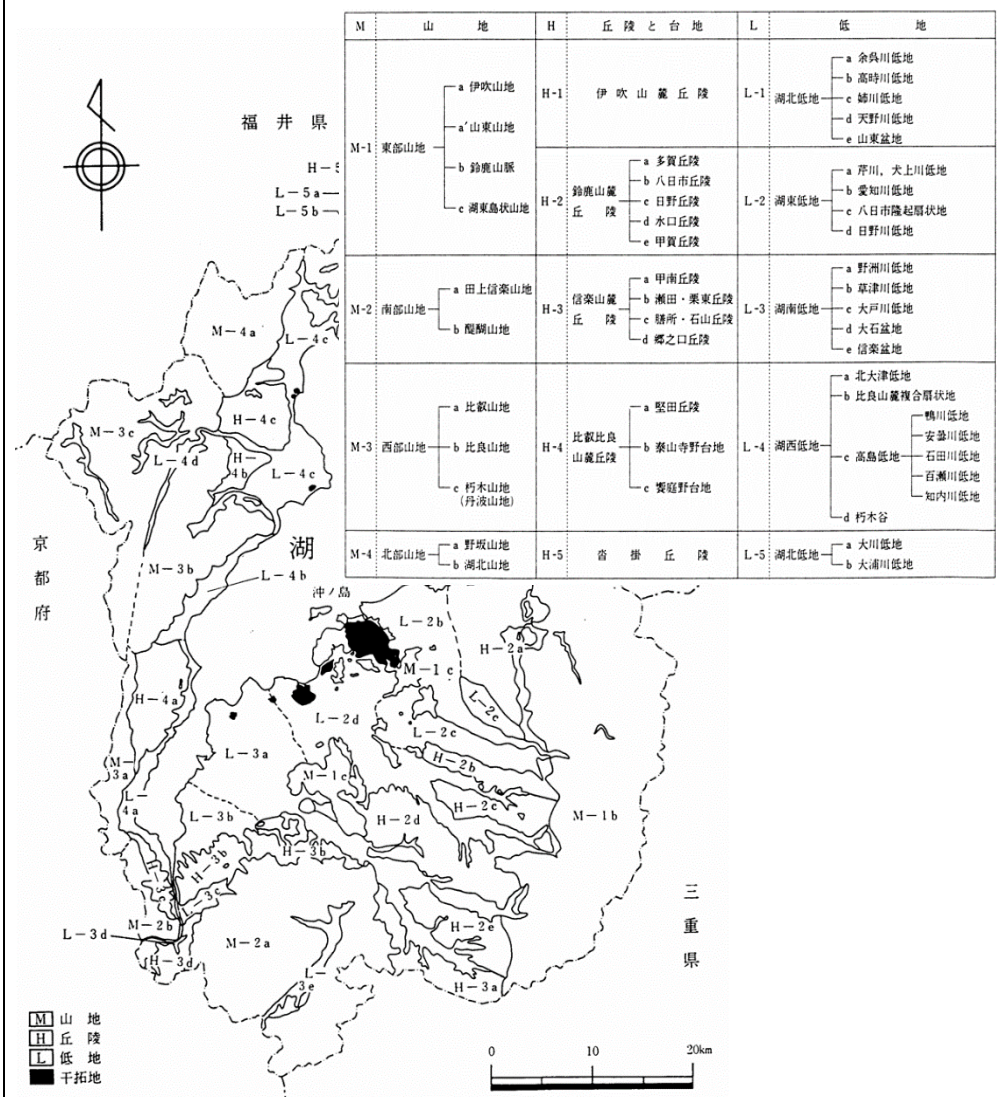 M 山地 H 丘陵と台地 L 低地
M-1 東部山地
a 伊吹山地
a' 山東山地
b 鈴鹿山脈
c 湖東島状山地
H-1 伊吹山麓丘陵
L-1 湖北低地
a 余呉川低地
b 高時川低地
c 姉川低地
d 天野川低地
e 山東盆地
H-2 鈴鹿山麓丘陵
a 多賀丘陵
b 八日市丘陵
c 日野丘陵
d 水口丘陵
e 甲賀丘陵
L-2 湖東低地
a 芹川,犬上川低地
b 愛知川低地
c 八日市隆起扇状地
d 日野川低地
M-2 南部山地
a 田上信楽山地
b 醍醐山地
H-3 信楽山麓丘陵
a 甲南丘陵
b 瀬田・栗東丘陵
c 膳所・石山丘陵
d 郷之口丘陵
L-3 湖南低地
a 野洲川低地
b 草津川低地
c 大戸川低地
d 大石盆地
e 信楽盆地
M-3 西部山地
a 比叡山地
b 比良山地
c 朽木山地
(丹波山地)
H-4 比叡比良山麓丘陵
a 堅田丘陵
b 泰山寺野台地
c 饗庭野台地
L-4 湖西低地
a 北大津低地
b 比良山麓複合扇状地
c 高島低地
鴨川低地
安曇川低地
石田川低地
百瀬川低地
知内川低地
d 朽木谷
M-4 北部山地
a 野坂山地
b 湖北山地
H-5 沓掛丘陵
L-5 湖北低地
a 大川低地
b 大浦川低地
福井県
H-5
L-5a
L-5b
M-4a
L-4c
M-3c
H-4c
L-4d
H-4b
L-4c
京都府
湖
M-3b
L-4b
沖ノ島
L-2b
H-2a
M-1c
H-4a
L-2c
L-2d
L-2c
M-3a
L-3a
H-2b
M-1c
L-4a
H-2c
M-1b
L-3b
H-2d
H-3b
H-3b
L-3c
三重県
M-2b
H-2e
L-3d
M-2a
H-3d
L-3e
H-3a
M 山地
H 丘陵
L 低地
干拓地
0 10 20km